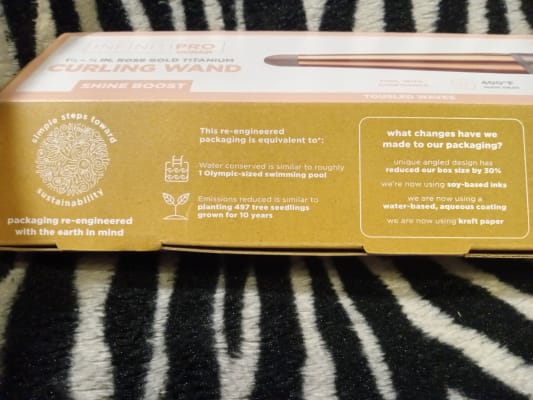 INFINITIPRO
CONAIR
IN. ROSE GOLD TITANIUM
CURLING WAND
SHINE BOOST
400°F
TOUSLED WAVES
simple steps toward
sustainability
packaging re-engineered
with the earth in mind
This re-engineered
packaging is equivalent to*:
Water conserved is similar to roughly
1 Olympic-sized swimming pool
Emissions reduced is similar to
planting 497 tree seedlings
grown for 10 years
what changes have we
made to our packaging?
unique angled design has
reduced our box size by 30%
we're now using soy-based inks
we are now using a
water-based, aqueous coating
we are now using kraft paper